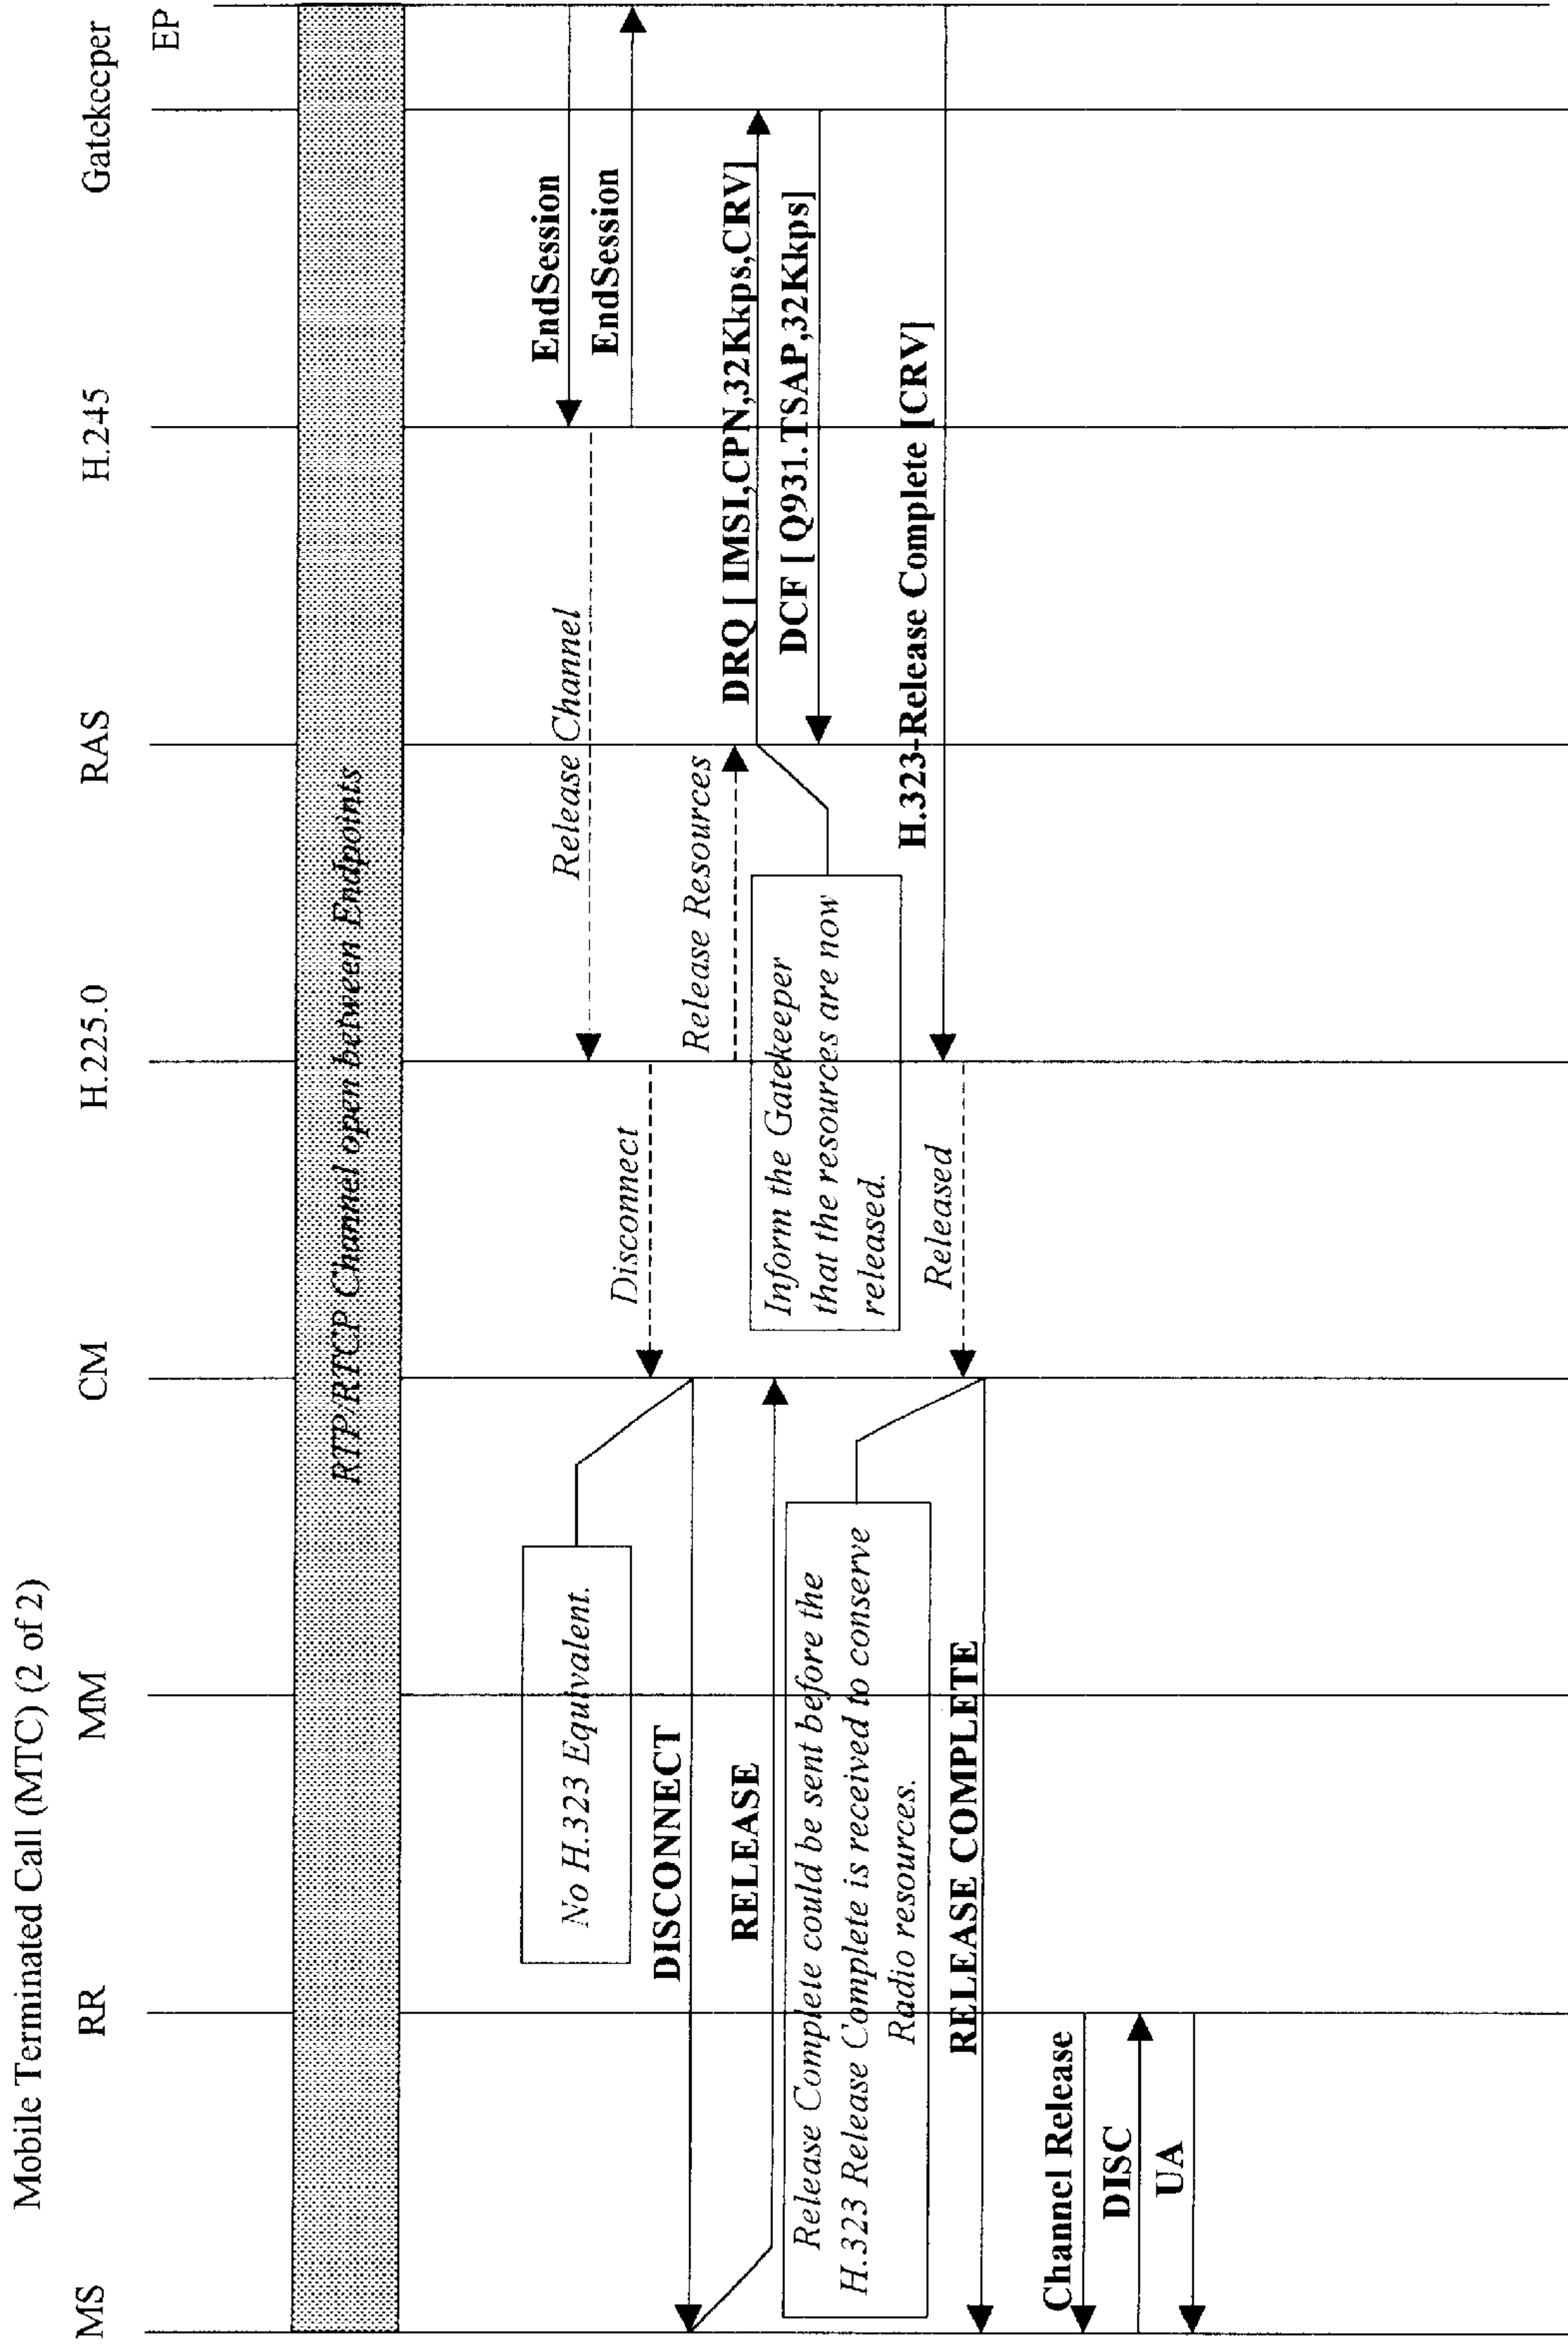 Mobile Terminated Call (MTC) (2 of 2)
MS
RR
MM
CM
H.225.0
RAS
H.245
Gatekeeper
EP
RTP/RTCP Channel open between Endpoints
EndSession
Release Channel
EndSession
No H.323 Equivalent.
Disconnect
DISCONNECT
Release Resources
DRQ [ IMSI,CPN,32Kkps,CRV]
RELEASE
DCF [ Q931.TSAP,32Kkps]
Inform the Gatekeeper
that the resources are now
released.
Release Complete could be sent before the
H.323 Release Complete is received to conserve
Radio resources.
H.323-Release Complete [CRV]
Released
RELEASE COMPLETE
Channel Release
DISC
UA